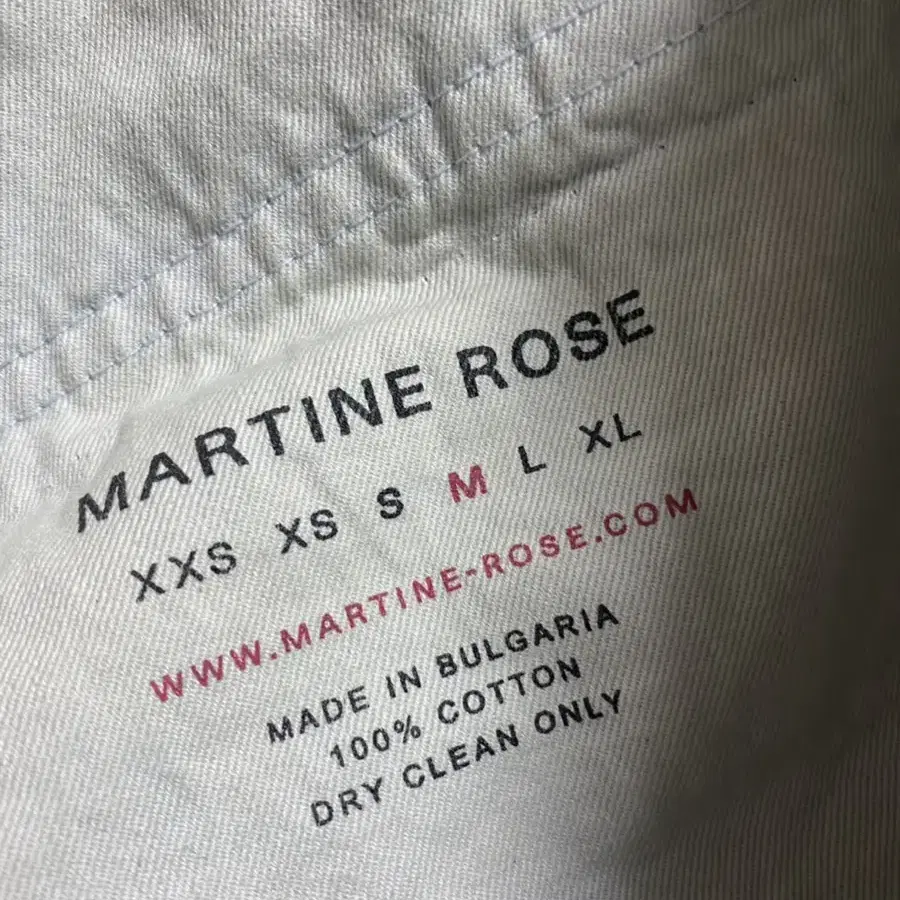 MARTINE ROSE
XXS XS S M L XL
WWW.MARTINE-ROSE.COM
MADE IN BULGARIA
100% COTTON
DRY CLEAN ONLY